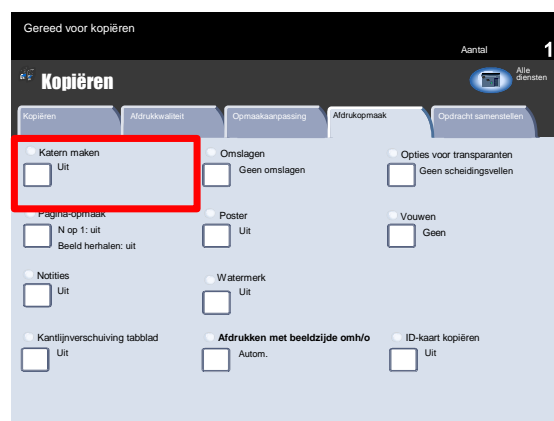 Gereed voor kopiëren
Aantal 1
Kopiëren
Alle
diensten
Kopiëren Afdrukkwaliteit Opmaakaanpassing Afdrukopmaak Opdracht samenstellen
Katern maken Omslagen Opties voor transparanten
Uit Geen omslagen Geen scheidingsvellen
Pagina-opmaak Poster Vouwen
N op 1: uit Uit Geen
Beeld herhalen: uit
Notities Watermerk
Uit Uit
Kantlijnverschuiving tabblad Afdrukken met beeldzijde omh/o ID-kaart kopiëren
Uit Autom. Uit